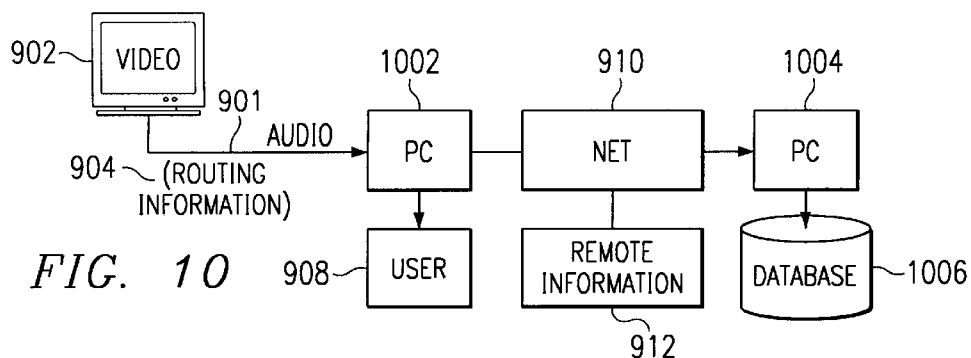 902
VIDEO
901
AUDIO
904
(ROUTING
INFORMATION)
1002
PC
910
NET
1004
PC
908
USER
REMOTE
INFORMATION
912
DATABASE
1006
FIG. 10